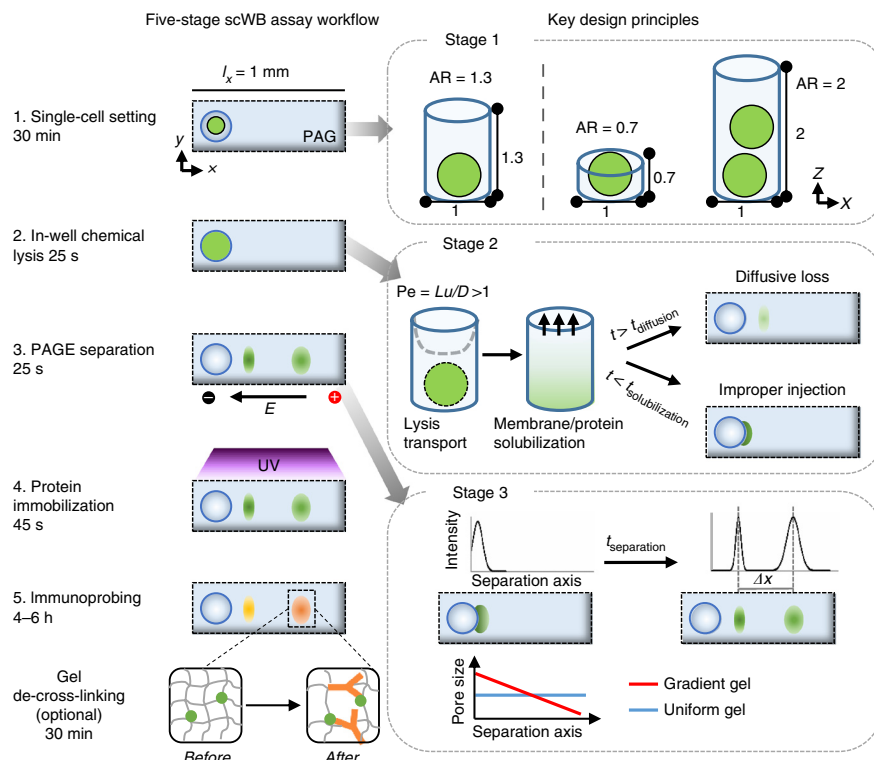 Five-stage scWB assay workflow
Key design principles
lx = 1 mm
1. Single-cell setting
30 min
PAG
y
x
Stage 1
AR = 1.3
1.3
1
AR = 0.7
0.7
1
AR = 2
2
1
Z
X
2. In-well chemical
lysis 25 s
Stage 2
Pe = Lu/D >1
Lysis
transport
Membrane/protein
solubilization
t > tdiffusion
t < tsolubilization
Diffusive loss
Improper injection
3. PAGE separation
25 s
−
E
+
UV
4. Protein
immobilization
45 s
Stage 3
Intensity
Separation axis
tseparation
Δx
5. Immunoprobing
4–6 h
Pore size
Separation axis
Gradient gel
Uniform gel
Gel
de-cross-linking
(optional)
30 min
Before
After